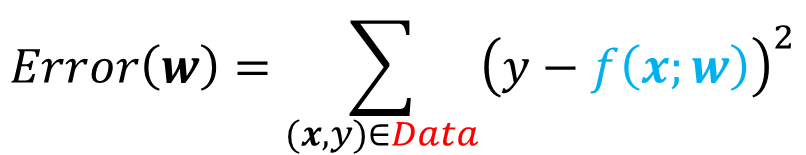 Error(w) = ∑ (y − f(x; w))²
(x,y)∈Data